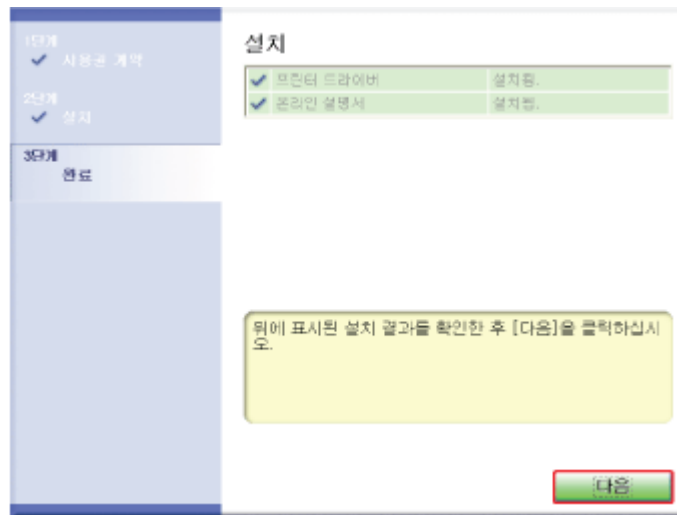 1단계
사용권 계약
2단계
설치
3단계
완료
설치
프린터 드라이버 설치됨.
온라인 설명서 설치됨.
위에 표시된 설치 결과를 확인한 후 [다음]을 클릭하십시
오.
다음